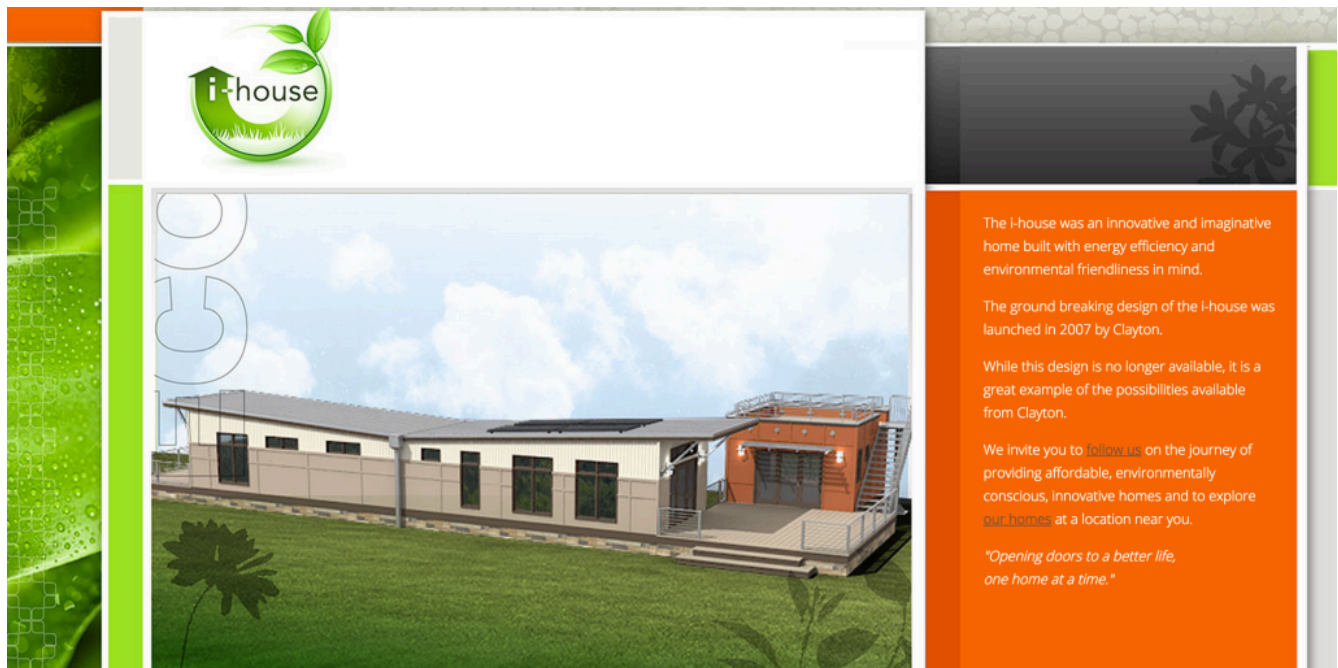 i-house
ECO
The i-house was an innovative and imaginative
home built with energy efficiency and
environmental friendliness in mind.
The ground breaking design of the i-house was
launched in 2007 by Clayton.
While this design is no longer available, it is a
great example of the possibilities available
from Clayton.
We invite you to follow us on the journey of
providing affordable, environmentally
conscious, innovative homes and to explore
our homes at a location near you.
"Opening doors to a better life,
one home at a time."